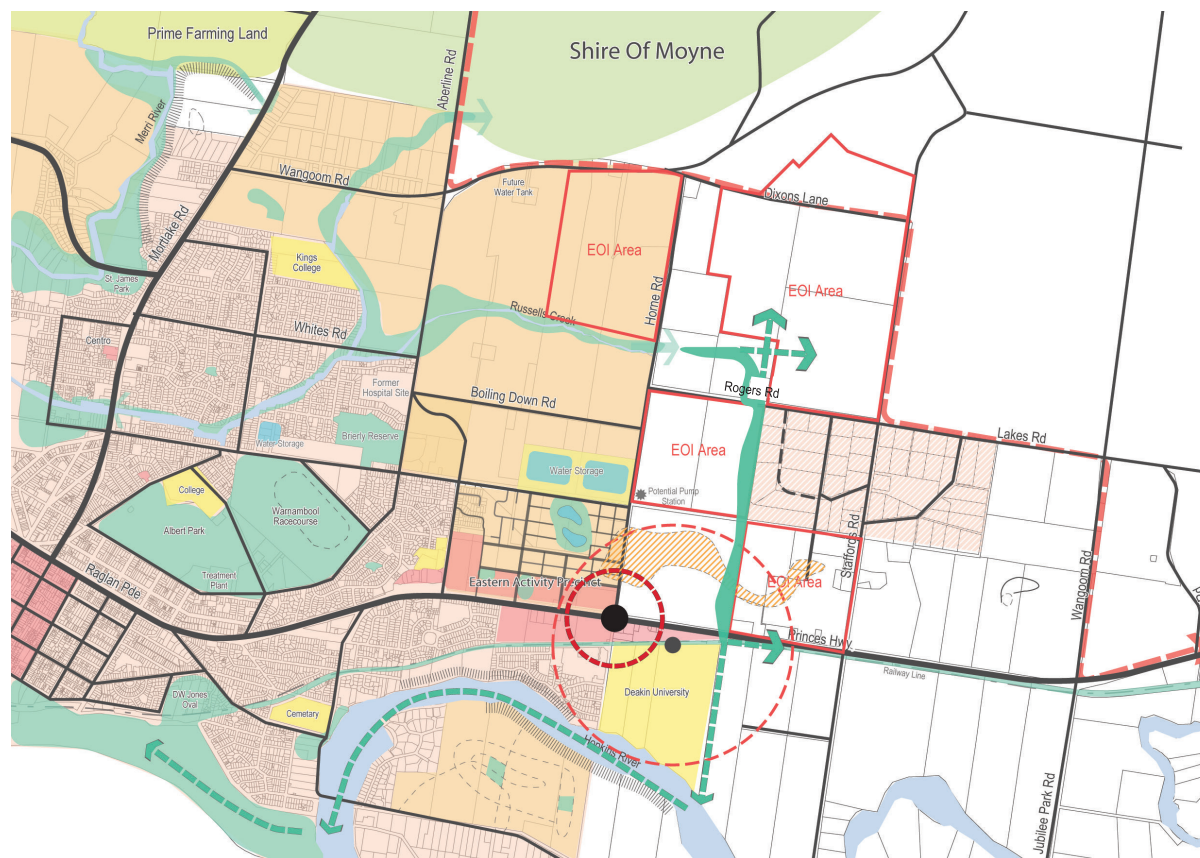 Prime Farming Land
Shire Of Moyne
Aberline Rd
Merri River
Mortlake Rd
Wangoom Rd
Future
Water Tank
Dixons Lane
EOI Area
Kings
College
St. James
Park
Horne Rd
EOI Area
Russells Creek
Whites Rd
Centro
Former
Hospital Site
Rogers Rd
Boiling Down Rd
Lakes Rd
Water Storage
Brierly Reserve
EOI Area
Water Storage
College
Potential Pump
Station
Albert Park
Warnambool
Racecourse
Staffords Rd
Wangoom Rd
Raglan Pde
Treatment
Plant
Eastern Activity Precinct
EOI Area
Princes Hwy
Railway Line
DW Jones
Oval
Deakin University
Cemetary
Hopkins River
Jubilee Park Rd